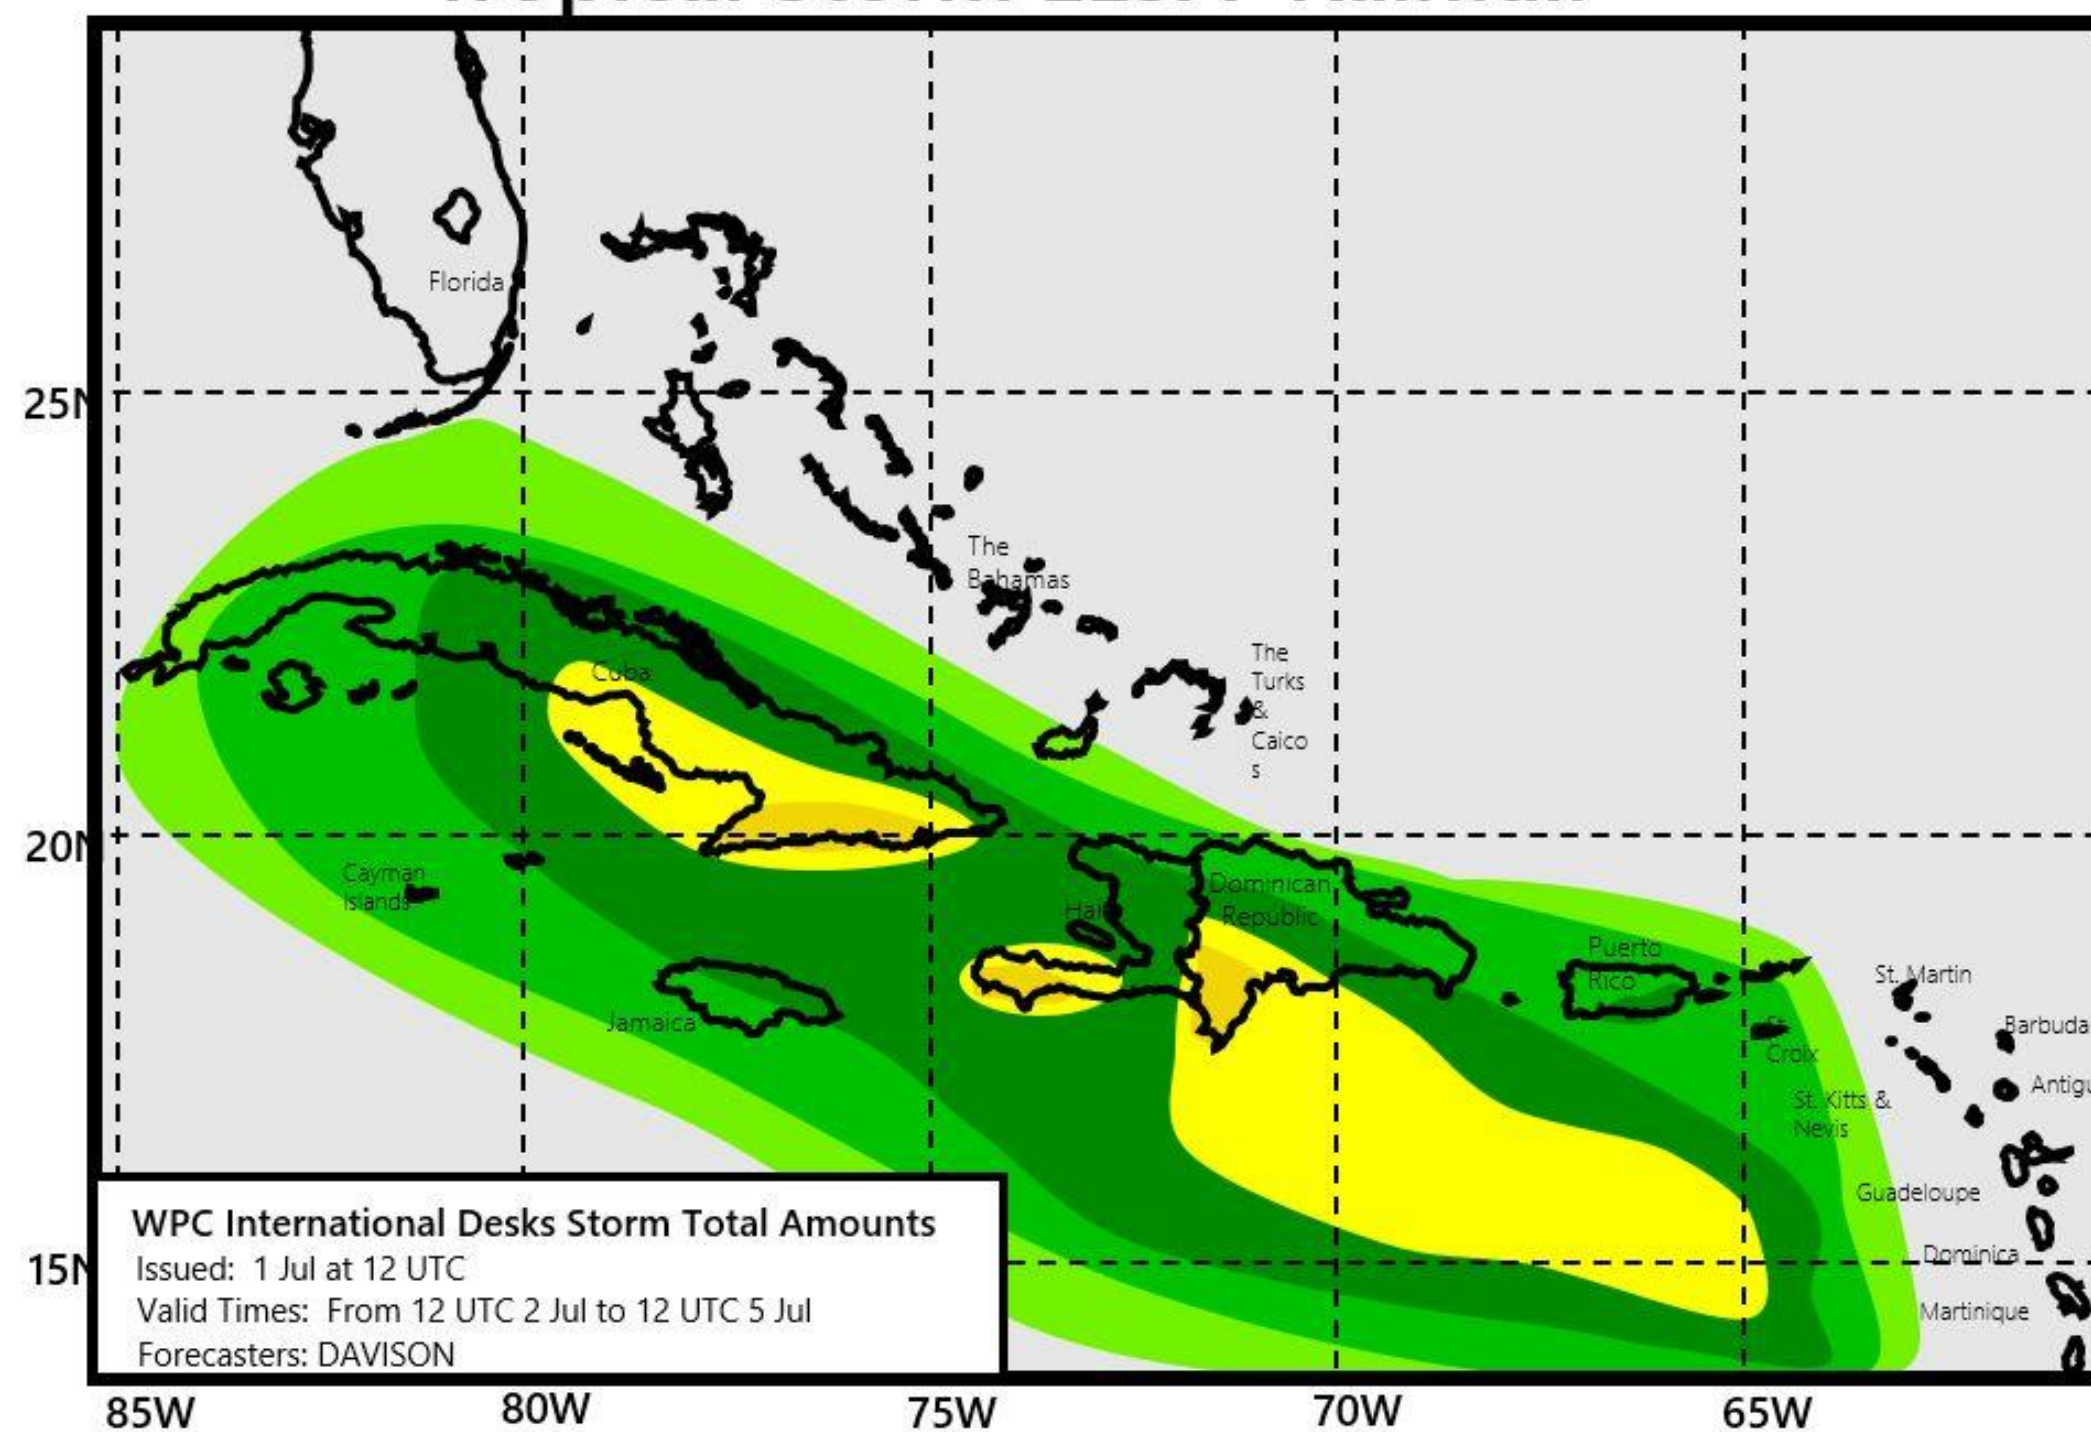 25N
20N
15N
85W
80W
75W
70W
65W
Florida
The
Bahamas
The
Turks
&
Caico
s
Cuba
Cayman
Islands
Jamaica
Dominican
Republic
Puerto
Rico
St. Martin
Barbuda
Croix
St. Kitts &
Nevis
Guadeloupe
Dominica
Martinique
WPC International Desks Storm Total Amounts
Issued: 1 Jul at 12 UTC
Valid Times: From 12 UTC 2 Jul to 12 UTC 5 Jul
Forecasters: DAVISON